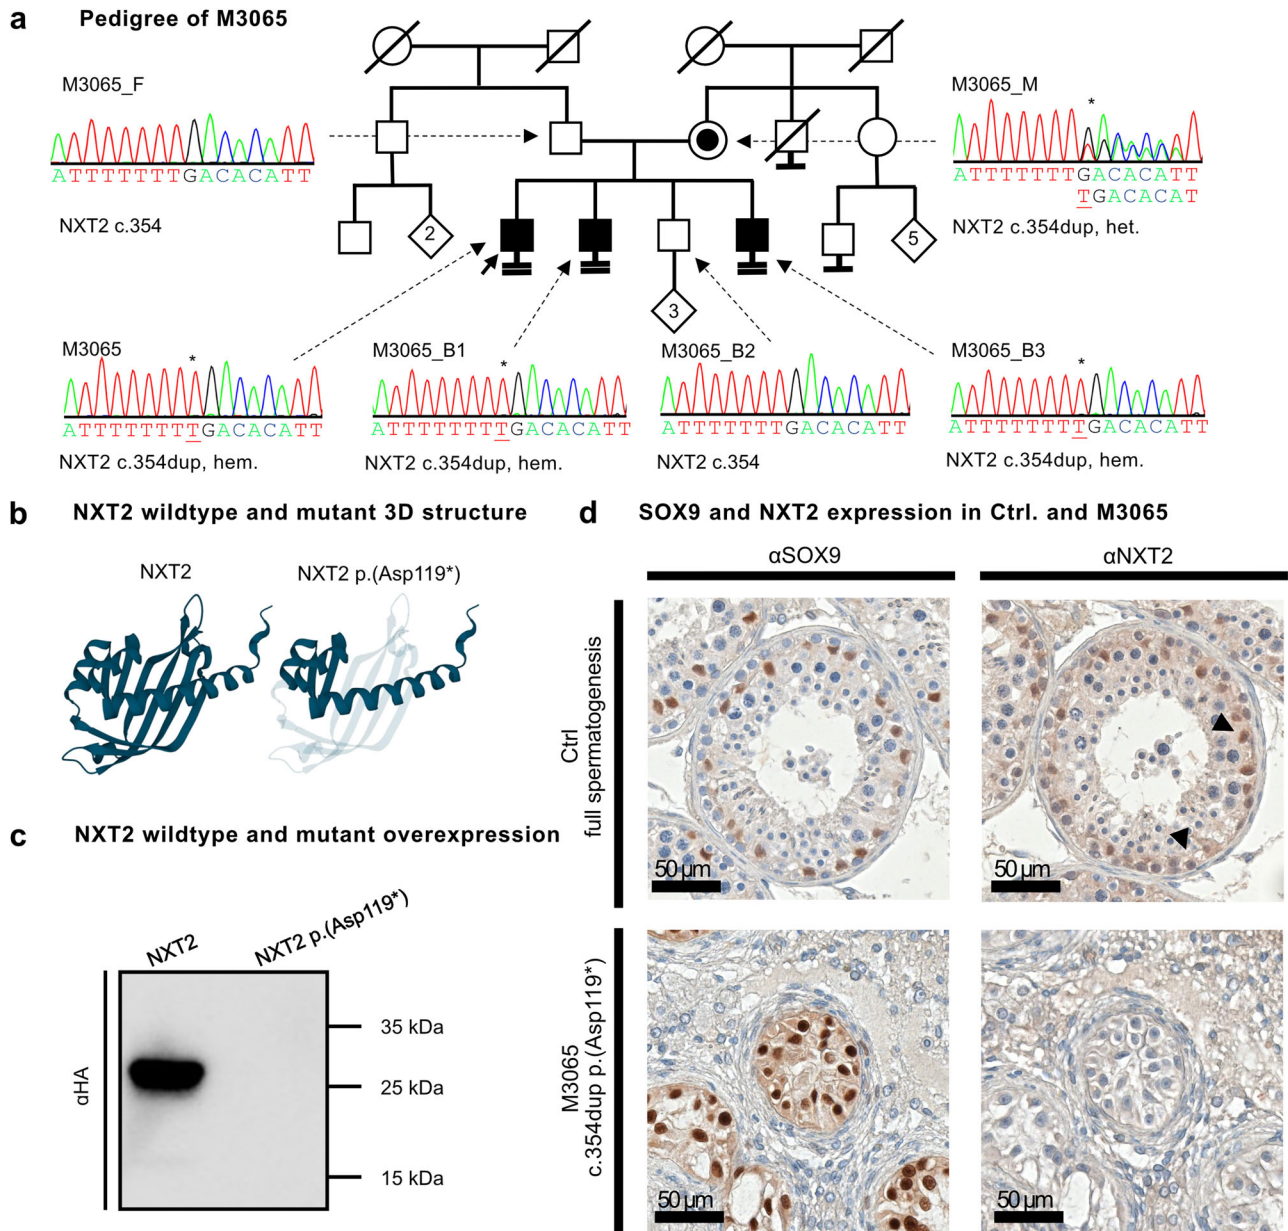 a Pedigree of M3065
M3065_F
ATTTTTTTGACACATT
NXT2 c.354
M3065_M
*
ATTTTTTTGACACATT
TGACACAT
NXT2 c.354dup, het.
2
5
3
M3065
*
ATTTTTTTTGACACATT
NXT2 c.354dup, hem.
M3065_B1
*
ATTTTTTTTGACACATT
NXT2 c.354dup, hem.
M3065_B2
ATTTTTTTGACACATT
NXT2 c.354
M3065_B3
*
ATTTTTTTTGACACATT
NXT2 c.354dup, hem.
b NXT2 wildtype and mutant 3D structure
NXT2
NXT2 p.(Asp119*)
c NXT2 wildtype and mutant overexpression
NXT2
NXT2 p.(Asp119*)
αHA
35 kDa
25 kDa
15 kDa
d SOX9 and NXT2 expression in Ctrl. and M3065
αSOX9
αNXT2
Ctrl
full spermatogenesis
50 µm
50 µm
M3065
c.354dup p.(Asp119*)
50 µm
50 µm